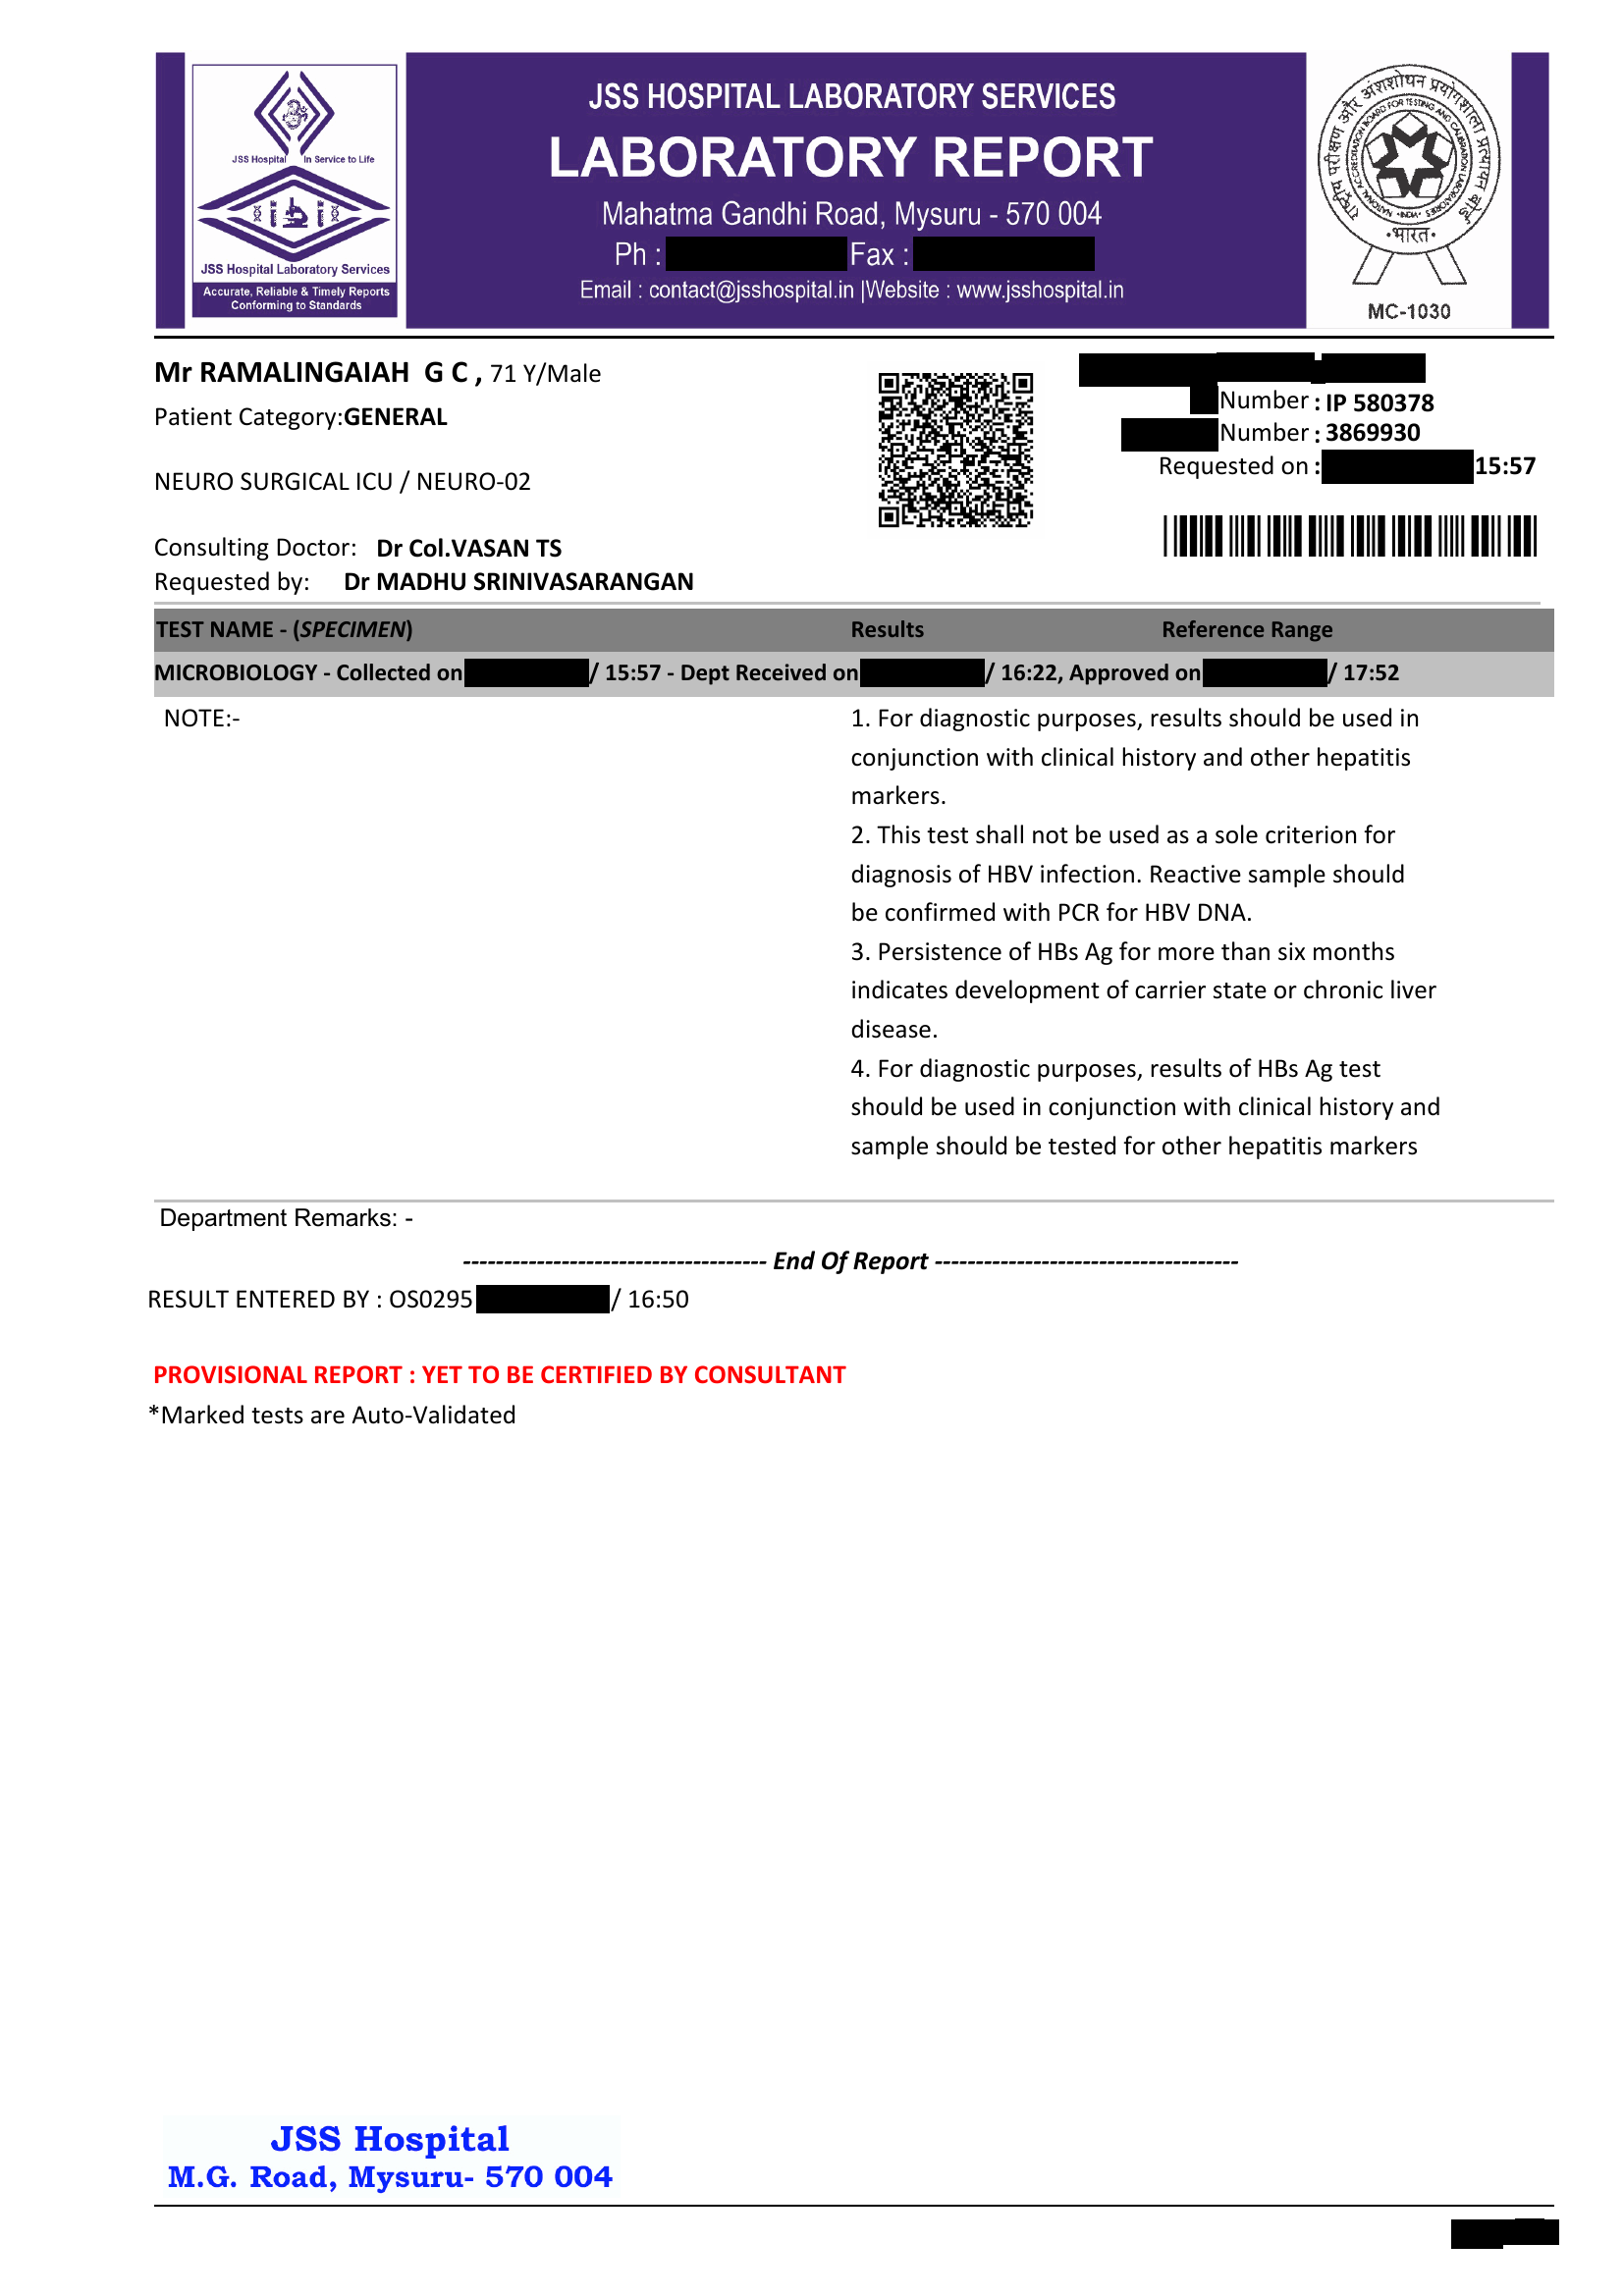 JSS Hospital In Service to Life
JSS Hospital Laboratory Services
Accurate, Reliable & Timely Reports
Conforming to Standards
JSS HOSPITAL LABORATORY SERVICES
LABORATORY REPORT
Mahatma Gandhi Road, Mysuru - 570 004
Ph : Fax :
Email : contact@jsshospital.in |Website : www.jsshospital.in
राष्ट्रीय परीक्षण और अंशशोधन प्रयोगशाला प्रत्यायन बोर्ड
NATIONAL ACCREDITATION BOARD FOR TESTING AND CALIBRATION LABORATORIES
•INDIA•
•भारत•
MC-1030
Mr RAMALINGAIAH G C , 71 Y/Male
Patient Category:GENERAL
Number : IP 580378
Number : 3869930
Requested on : 15:57
NEURO SURGICAL ICU / NEURO-02
Consulting Doctor: Dr Col.VASAN TS
Requested by: Dr MADHU SRINIVASARANGAN
TEST NAME - (SPECIMEN) Results Reference Range
MICROBIOLOGY - Collected on / 15:57 - Dept Received on / 16:22, Approved on / 17:52
NOTE:- 1. For diagnostic purposes, results should be used in
conjunction with clinical history and other hepatitis
markers.
2. This test shall not be used as a sole criterion for
diagnosis of HBV infection. Reactive sample should
be confirmed with PCR for HBV DNA.
3. Persistence of HBs Ag for more than six months
indicates development of carrier state or chronic liver
disease.
4. For diagnostic purposes, results of HBs Ag test
should be used in conjunction with clinical history and
sample should be tested for other hepatitis markers
Department Remarks: -
------------------------------------- End Of Report -------------------------------------
RESULT ENTERED BY : OS0295 / 16:50
PROVISIONAL REPORT : YET TO BE CERTIFIED BY CONSULTANT
*Marked tests are Auto-Validated
JSS Hospital
M.G. Road, Mysuru- 570 004